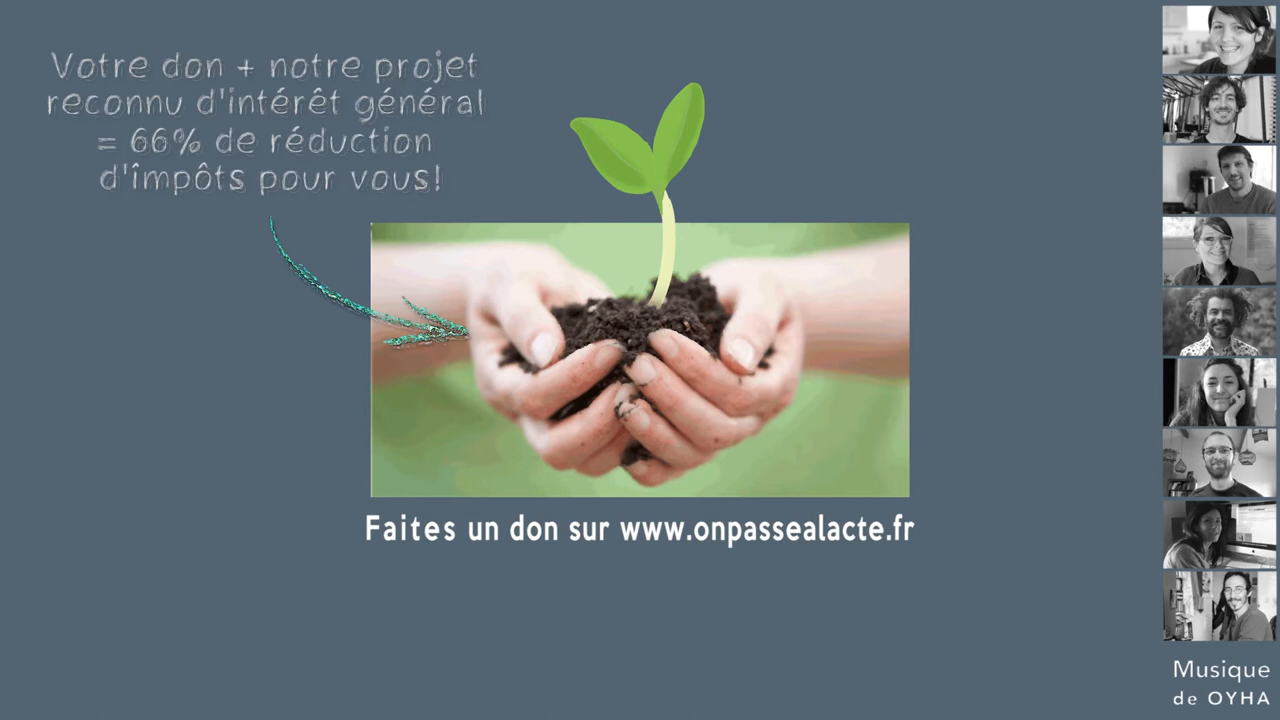 Votre don + notre projet
reconnu d'intérêt général
= 66% de réduction
d'impôts pour vous!
Faites un don sur www.onpassealacte.fr
Musique
de OYHA